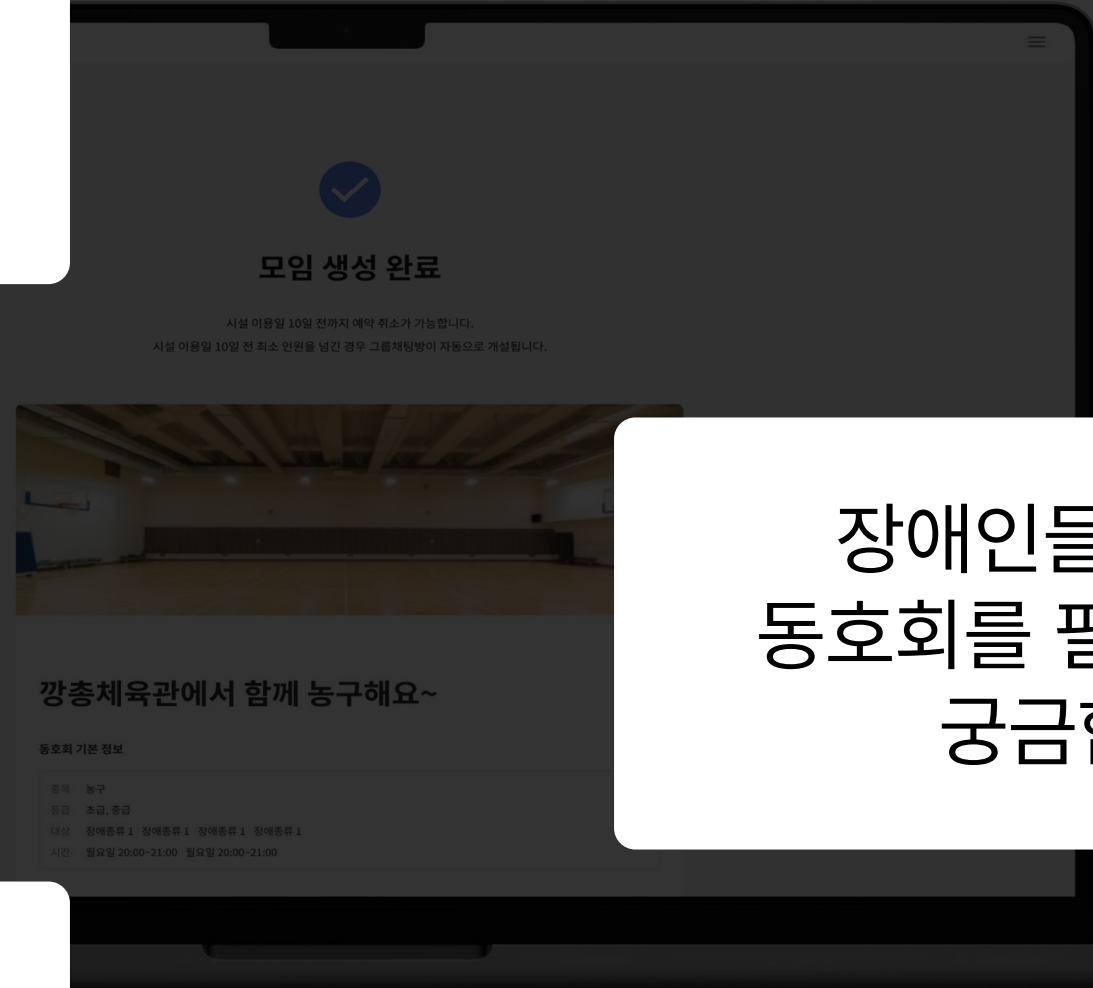 모임 생성 완료
시설 이용일 10일 전까지 예약 취소가 가능합니다.
시설 이용일 10일 전 최소 인원을 넘긴 경우 그룹채팅방이 자동으로 개설됩니다.
장애인들
동호회를
궁금
깡총체육관에서 함께 농구해요~
동호회 기본 정보
종목 농구
등급 초급, 중급
대상 장애종류 1 장애종류 1 장애종류 1 장애종류 1
시간 월요일 20:00~21:00 월요일 20:00~21:00